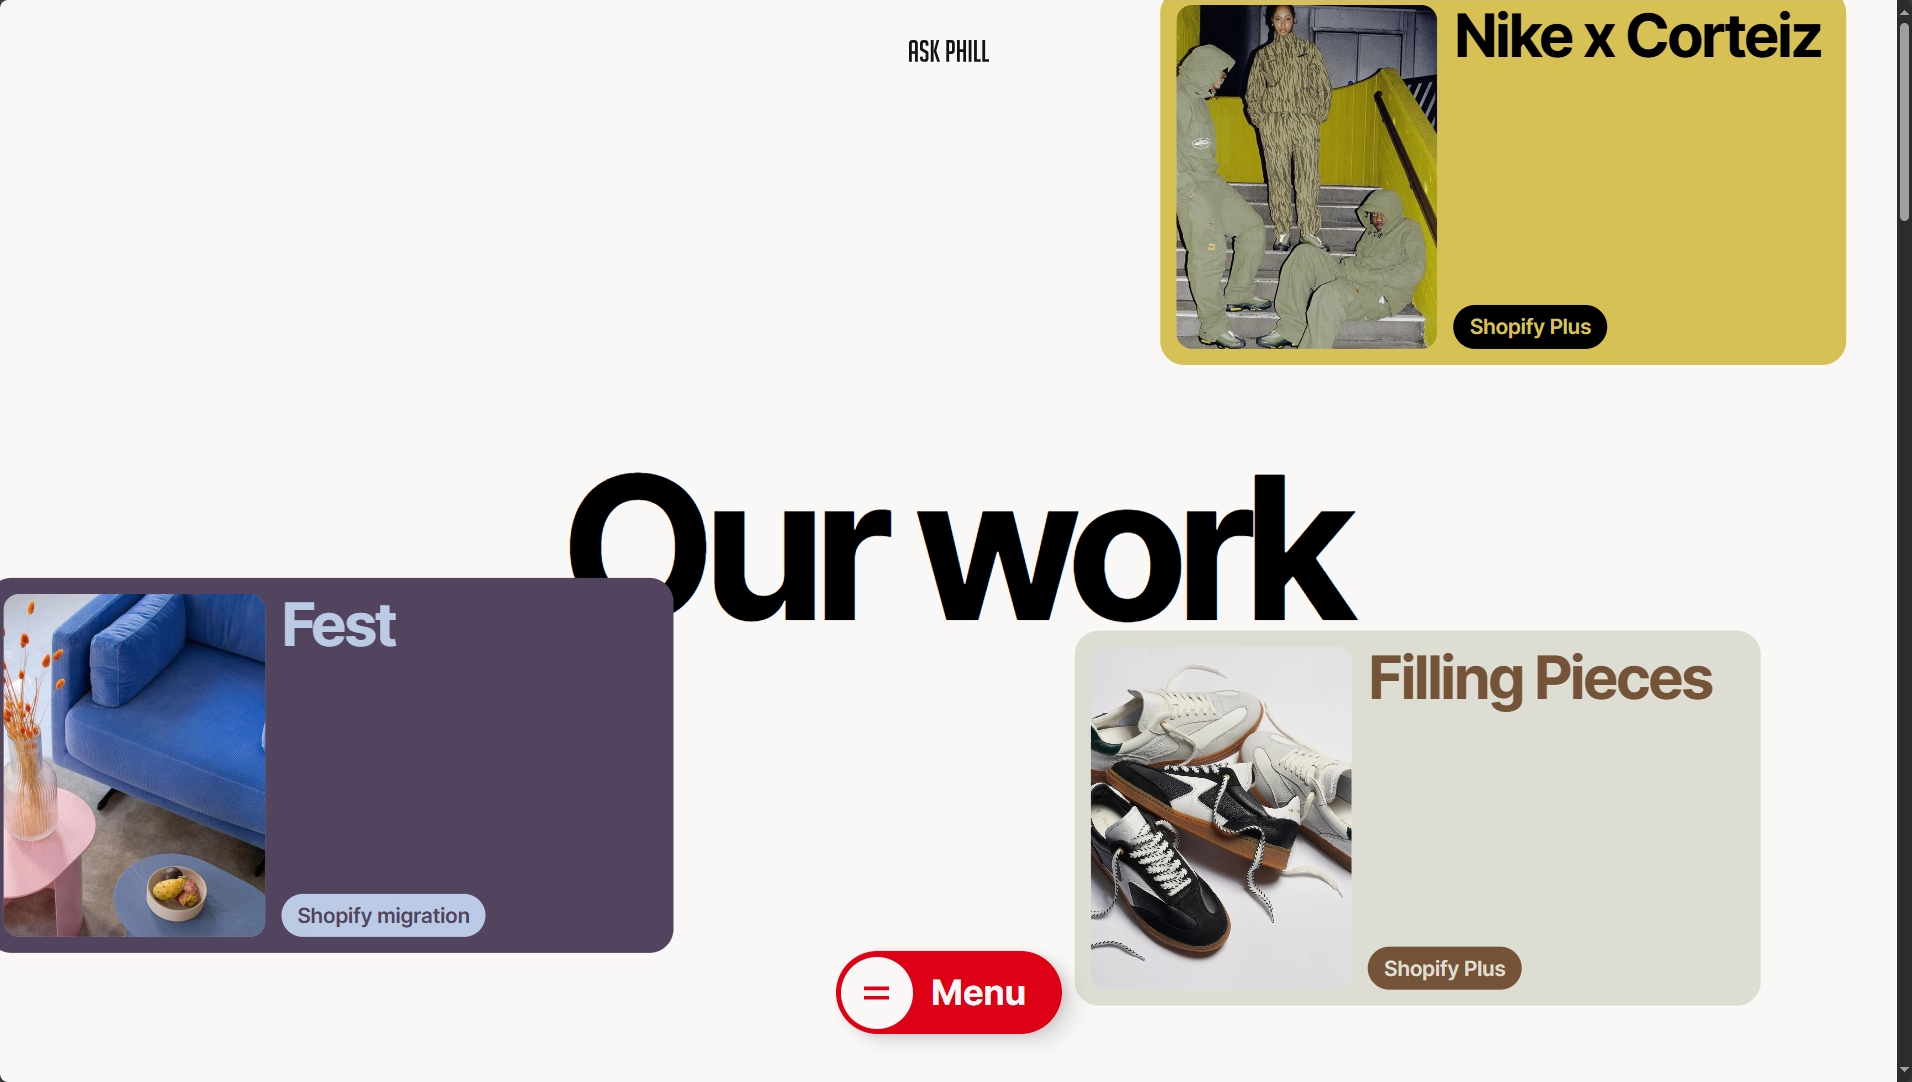 ASK PHILL
Nike x Corteiz
Shopify Plus
Our work
Fest
Shopify migration
Filling Pieces
Shopify Plus
Menu